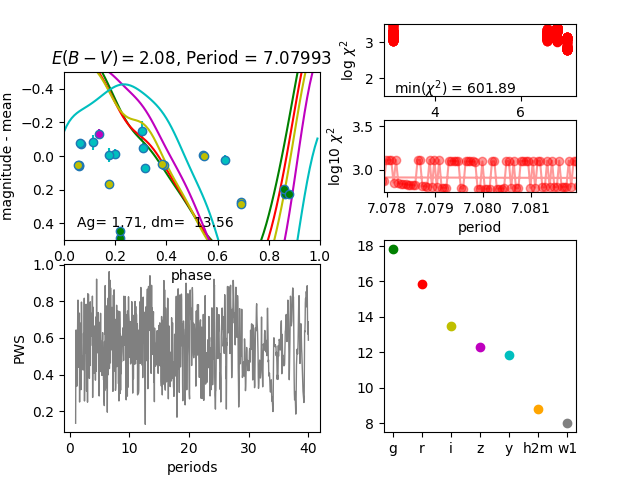 E(B − V) = 2.08, Period = 7.07993
magnitude - mean
−0.4
−0.2
0.0
0.2
0.4
Ag= 1.71, dm= 13.56
0.0 0.2 0.4 0.6 0.8 1.0
phase
log χ²
3
2
min(χ²) = 601.89
4 6
log10 χ²
3.5
3.0
7.078 7.079 7.080 7.081
period
PWS
1.0
0.8
0.6
0.4
0.2
0 10 20 30 40
periods
18
16
14
12
10
8
g r i z y h2m w1